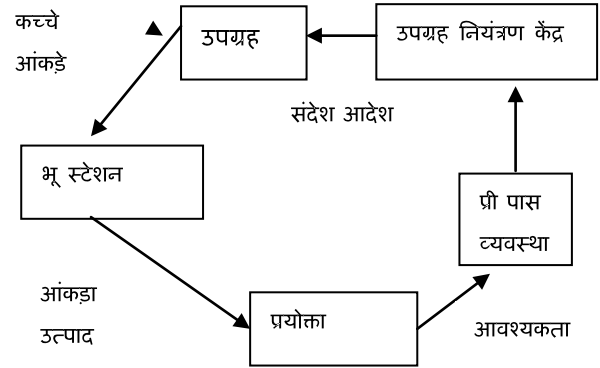 कच्चे
आंकड़े
उपग्रह
उपग्रह नियंत्रण केंद्र
संदेश आदेश
भू स्टेशन
प्री पास
व्यवस्था
आंकड़ा
उत्पाद
प्रयोक्ता
आवश्यकता